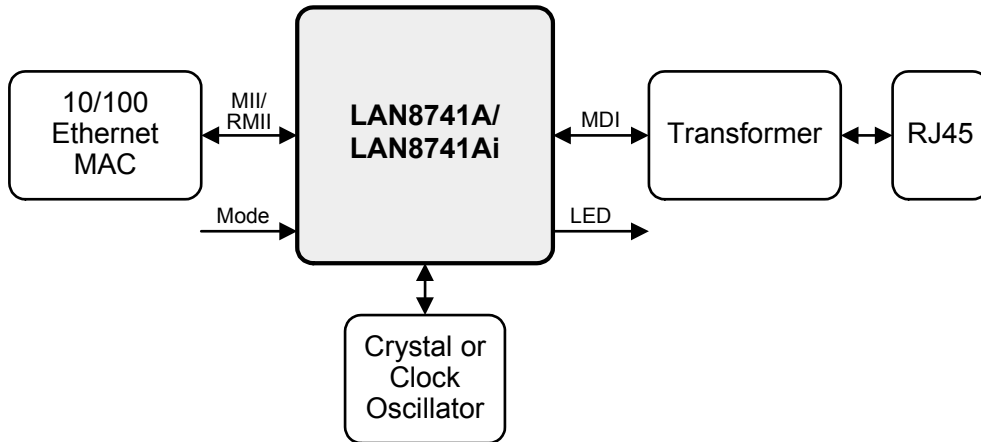 10/100
Ethernet
MAC
MII/
RMII
Mode
LAN8741A/
LAN8741Ai
MDI
LED
Transformer
RJ45
Crystal or
Clock
Oscillator